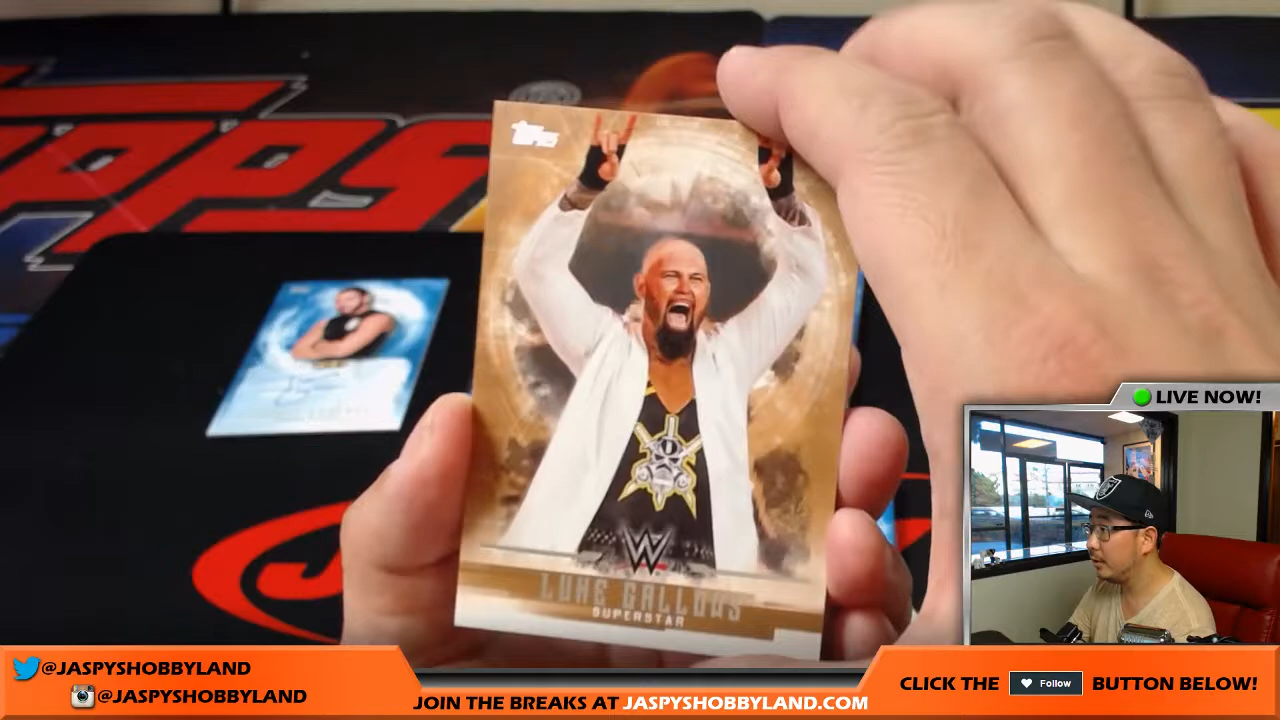 Topps
W
LUKE GALLOWS
SUPERSTAR
LIVE NOW!
@JASPYSHOBBYLAND
@JASPYSHOBBYLAND
JOIN THE BREAKS AT JASPYSHOBBYLAND.COM
CLICK THE Follow BUTTON BELOW!